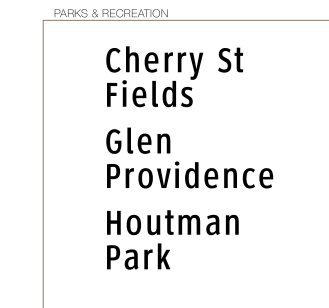 PARKS & RECREATION
Cherry St
Fields
Glen
Providence
Houtman
Park